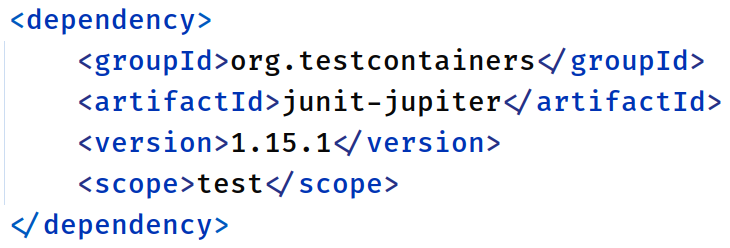 <dependency>
    <groupId>org.testcontainers</groupId>
    <artifactId>junit-jupiter</artifactId>
    <version>1.15.1</version>
    <scope>test</scope>
</dependency>